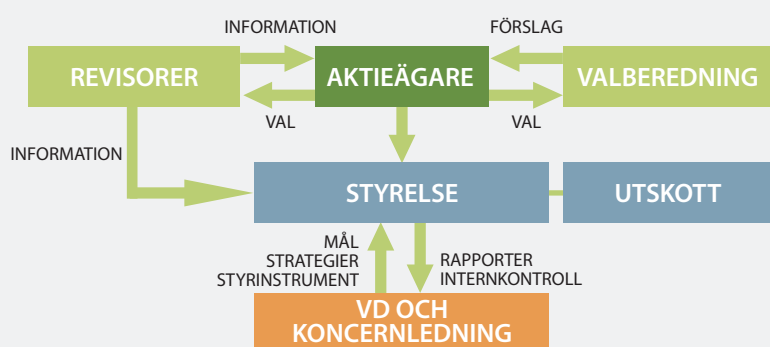 INFORMATION
FÖRSLAG
REVISORER
AKTIEÄGARE
VALBEREDNING
VAL
VAL
INFORMATION
STYRELSE
UTSKOTT
MÅL
STRATEGIER
STYRINSTRUMENT
RAPPORTER
INTERNKONTROLL
VD OCH
KONCERNLEDNING